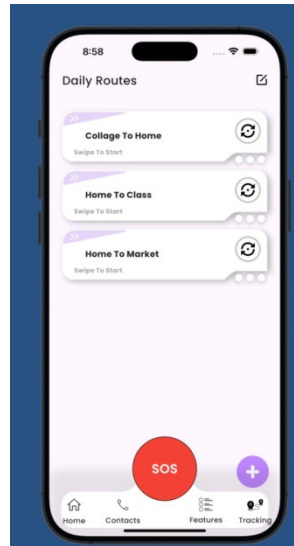 8:58
Daily Routes
Collage To Home
Swipe To Start
Home To Class
Swipe To Start
Home To Market
Swipe To Start
SOS
+
Home Contacts Features Tracking